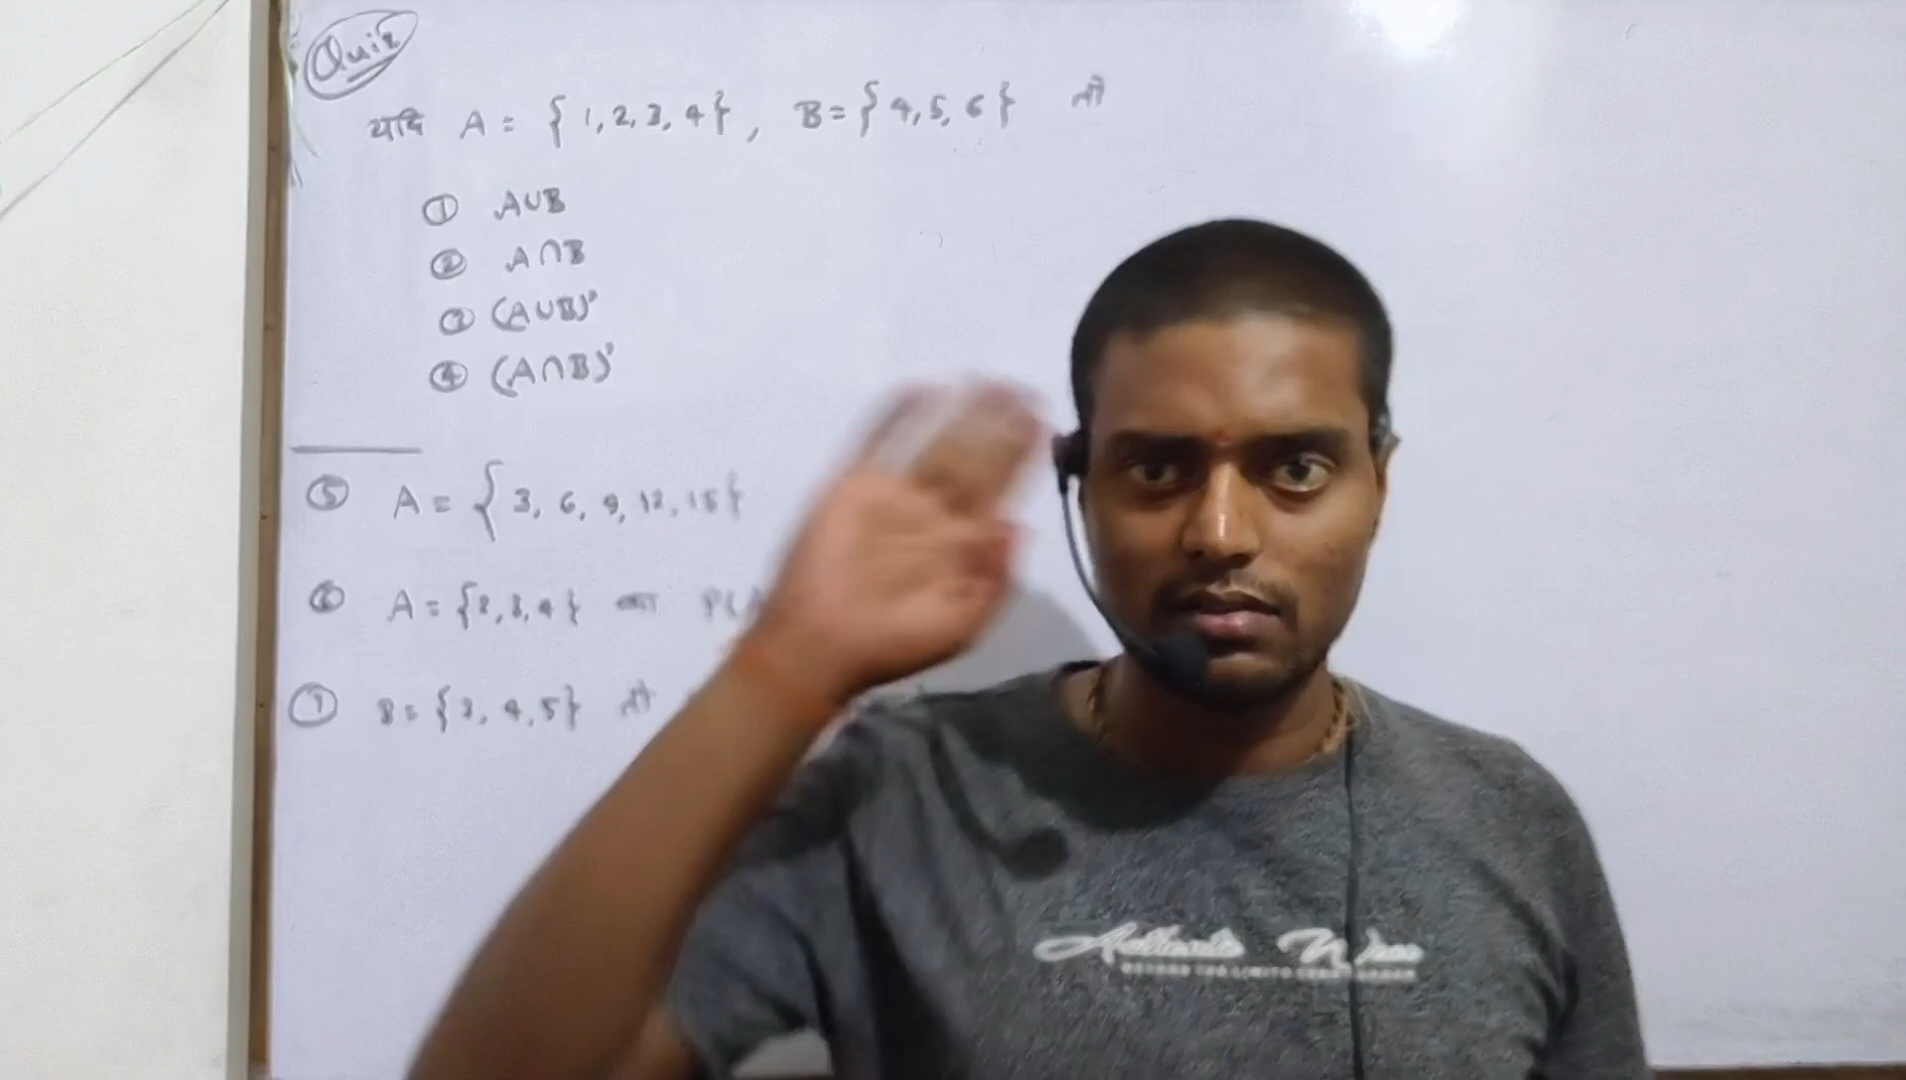 Quiz
यदि A = { 1, 2, 3, 4 } , B = { 4, 5, 6 } तो
① A∪B
② A∩B
③ (A∪B)'
④ (A∩B)'
⑤ A = { 3, 6, 9, 12, 15 }
⑥ A = { 2, 3, 4 } का P(A
⑦ B = { 3, 4, 5 } तो